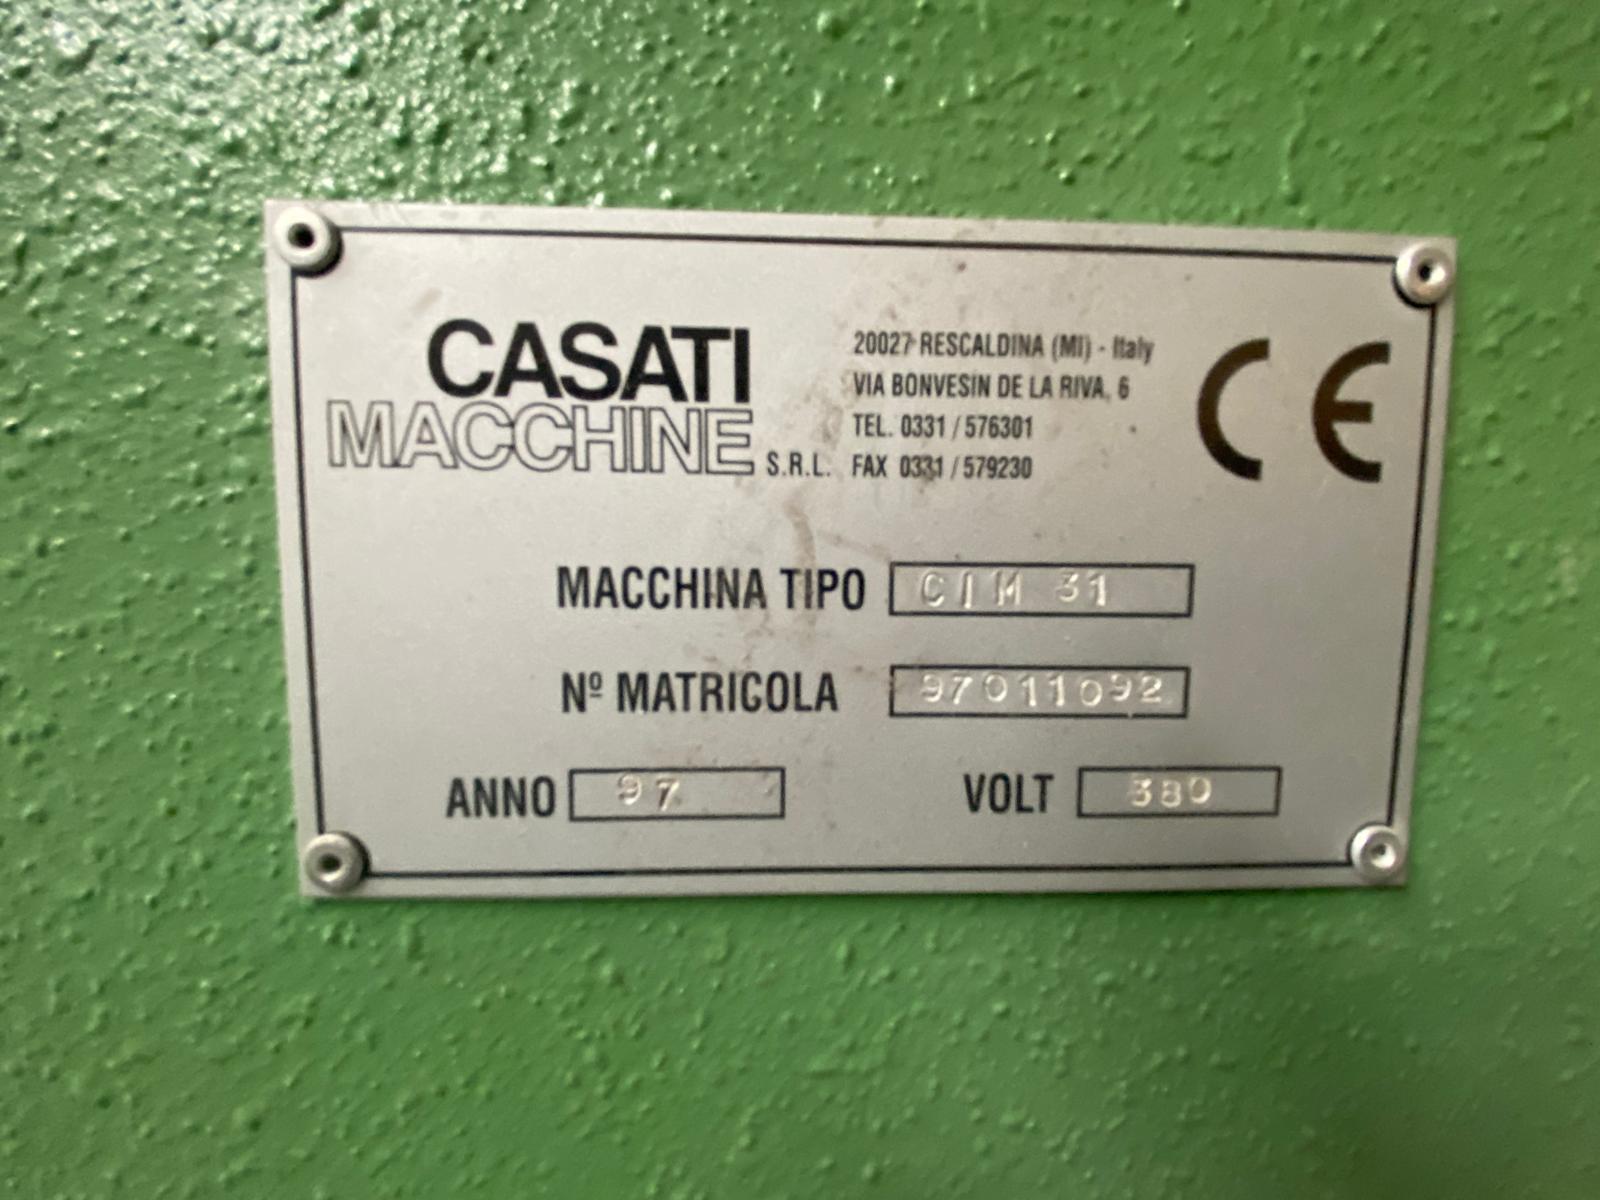 CASATI
MACCHINE S.R.L.
20027 RESCALDINA (MI) - Italy
VIA BONVESIN DE LA RIVA, 6
TEL. 0331 / 576301
FAX 0331 / 579230
CE
MACCHINA TIPO CIM 31
Nº MATRICOLA 97011092
ANNO 97 VOLT 380